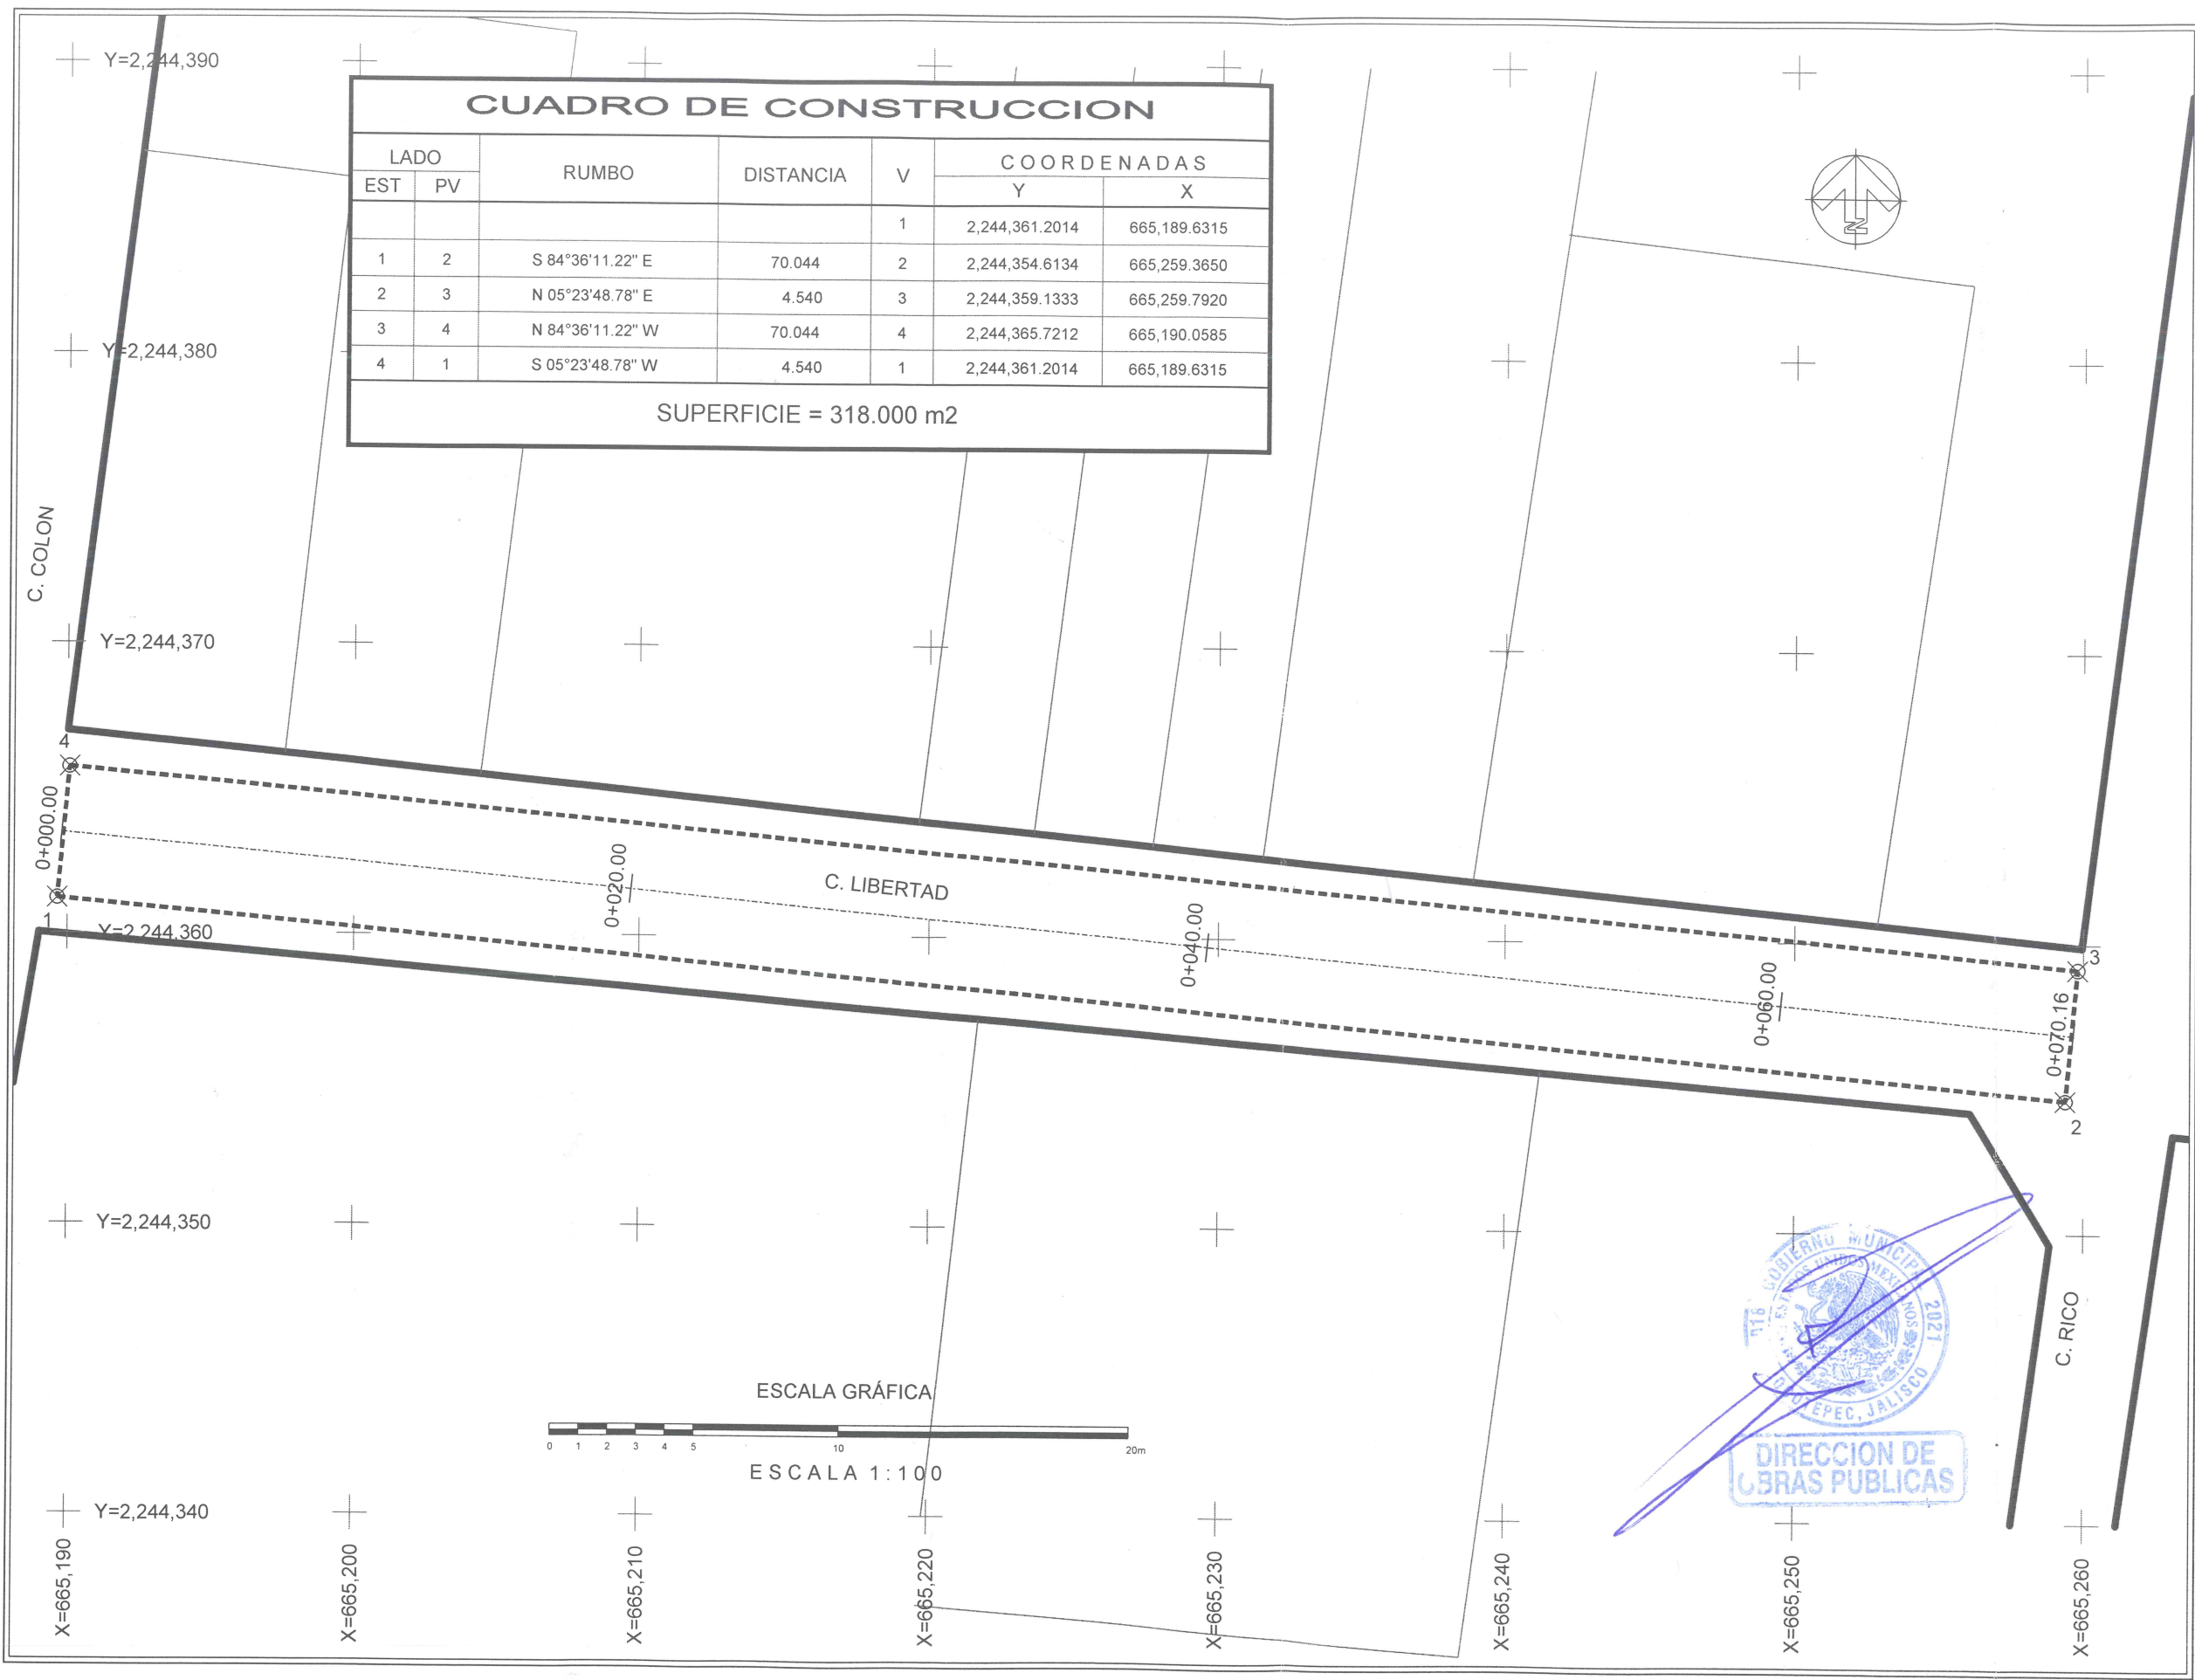 Y=2,244,390
CUADRO DE CONSTRUCCION
LADO RUMBO DISTANCIA V COORDENADAS
EST PV Y X
1 2,244,361.2014 665,189.6315
1 2 S 84°36'11.22" E 70.044 2 2,244,354.6134 665,259.3650
2 3 N 05°23'48.78" E 4.540 3 2,244,359.1333 665,259.7920
3 4 N 84°36'11.22" W 70.044 4 2,244,365.7212 665,190.0585
4 1 S 05°23'48.78" W 4.540 1 2,244,361.2014 665,189.6315
SUPERFICIE = 318.000 m2
N
Y=2,244,380
C. COLON
Y=2,244,370
4
0+000.00
0+020.00
C. LIBERTAD
0+040.00
0+060.00
0+070.16
3
1
Y=2,244,360
2
Y=2,244,350
GOBIERNO MUNICIPAL 2021
ESTADOS UNIDOS MEXICANOS
JALISCO
DIRECCION DE
OBRAS PUBLICAS
C. RICO
ESCALA GRÁFICA
0 1 2 3 4 5 10 20m
ESCALA 1:100
Y=2,244,340
X=665,190
X=665,200
X=665,210
X=665,220
X=665,230
X=665,240
X=665,250
X=665,260